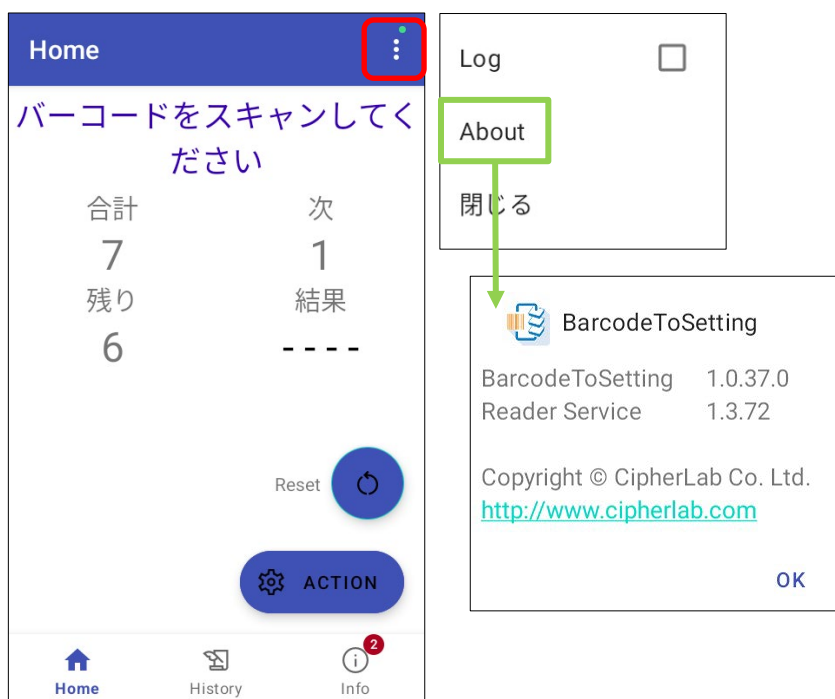 Home
バーコードをスキャンしてく
ださい
合計 次
7 1
残り 結果
6 ----
Reset
ACTION
Home History Info 2
Log
About
閉じる
BarcodeToSetting
BarcodeToSetting 1.0.37.0
Reader Service 1.3.72
Copyright © CipherLab Co. Ltd.
http://www.cipherlab.com
OK